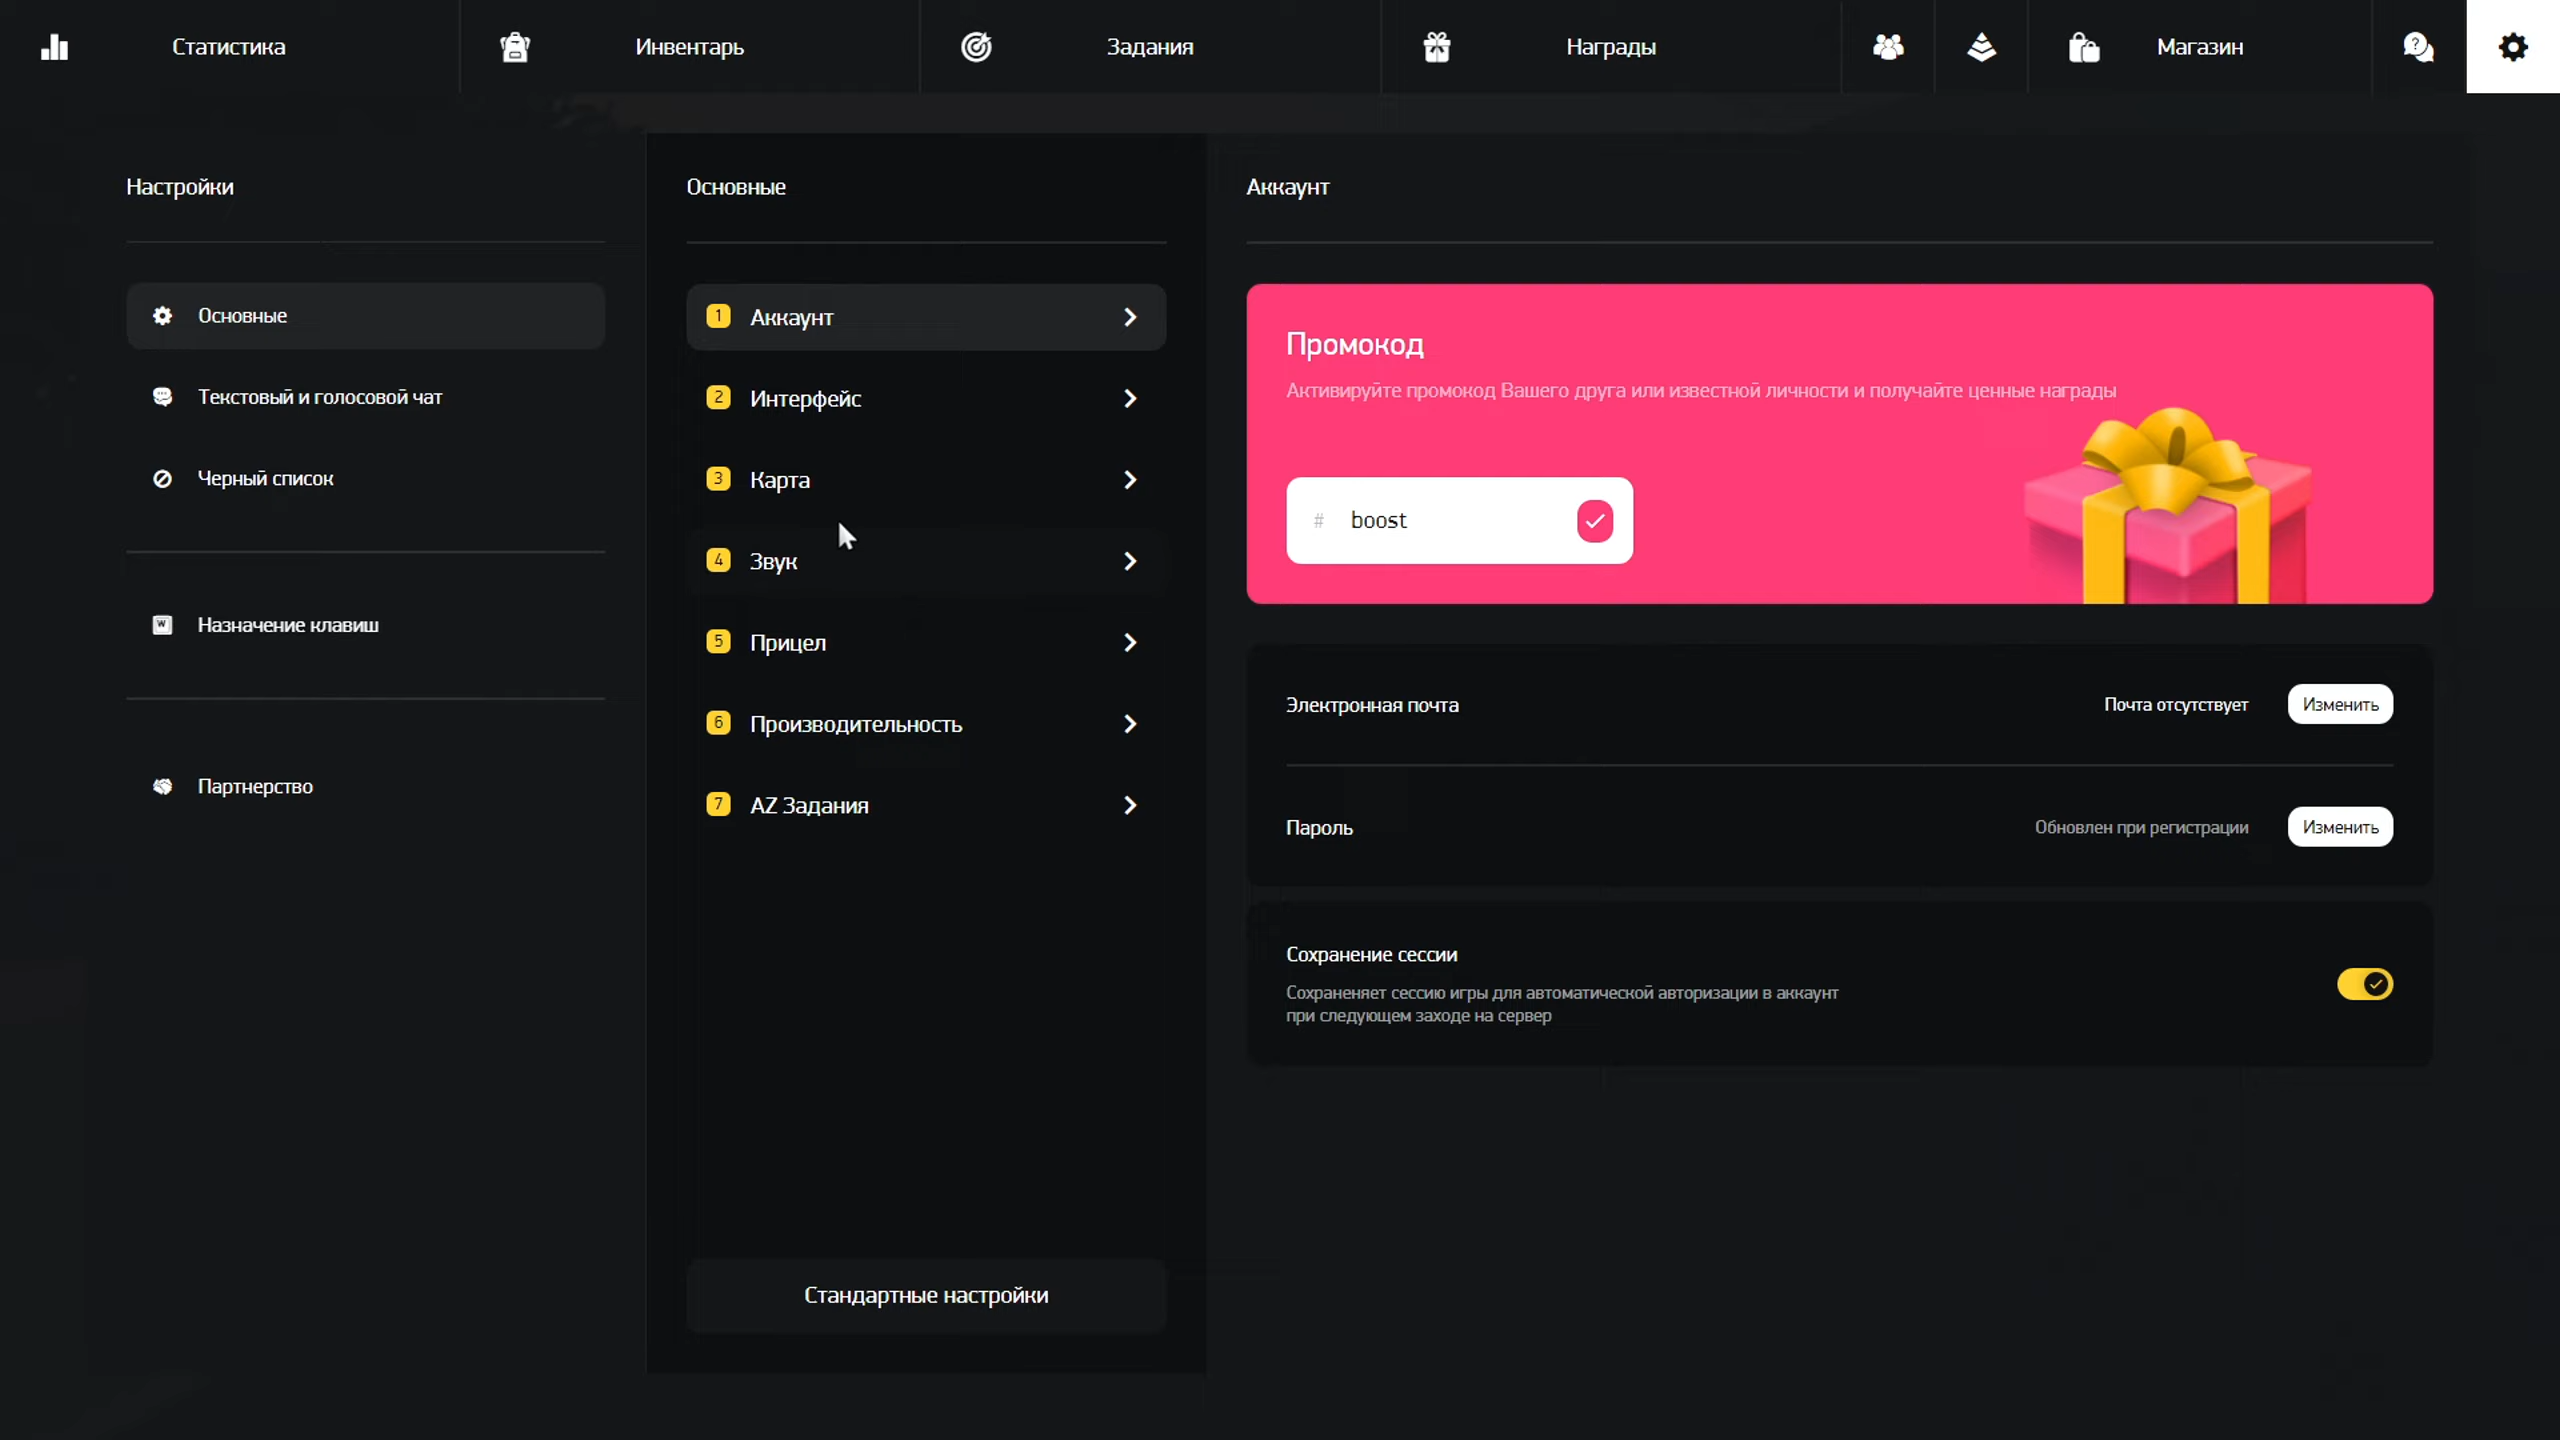 Статистика
Инвентарь
Задания
Награды
Магазин
Настройки
Основные
Текстовый и голосовой чат
Черный список
W
Назначение клавиш
Партнерство
Основные
1 Аккаунт
2 Интерфейс
3 Карта
4 Звук
5 Прицел
6 Производительность
7 AZ Задания
Стандартные настройки
Аккаунт
Промокод
Активируйте промокод Вашего друга или известной личности и получайте ценные награды
# boost
Электронная почта
Почта отсутствует
Изменить
Пароль
Обновлен при регистрации
Изменить
Сохранение сессии
Сохраненяет сессию игры для автоматической авторизации в аккаунт
при следующем заходе на сервер